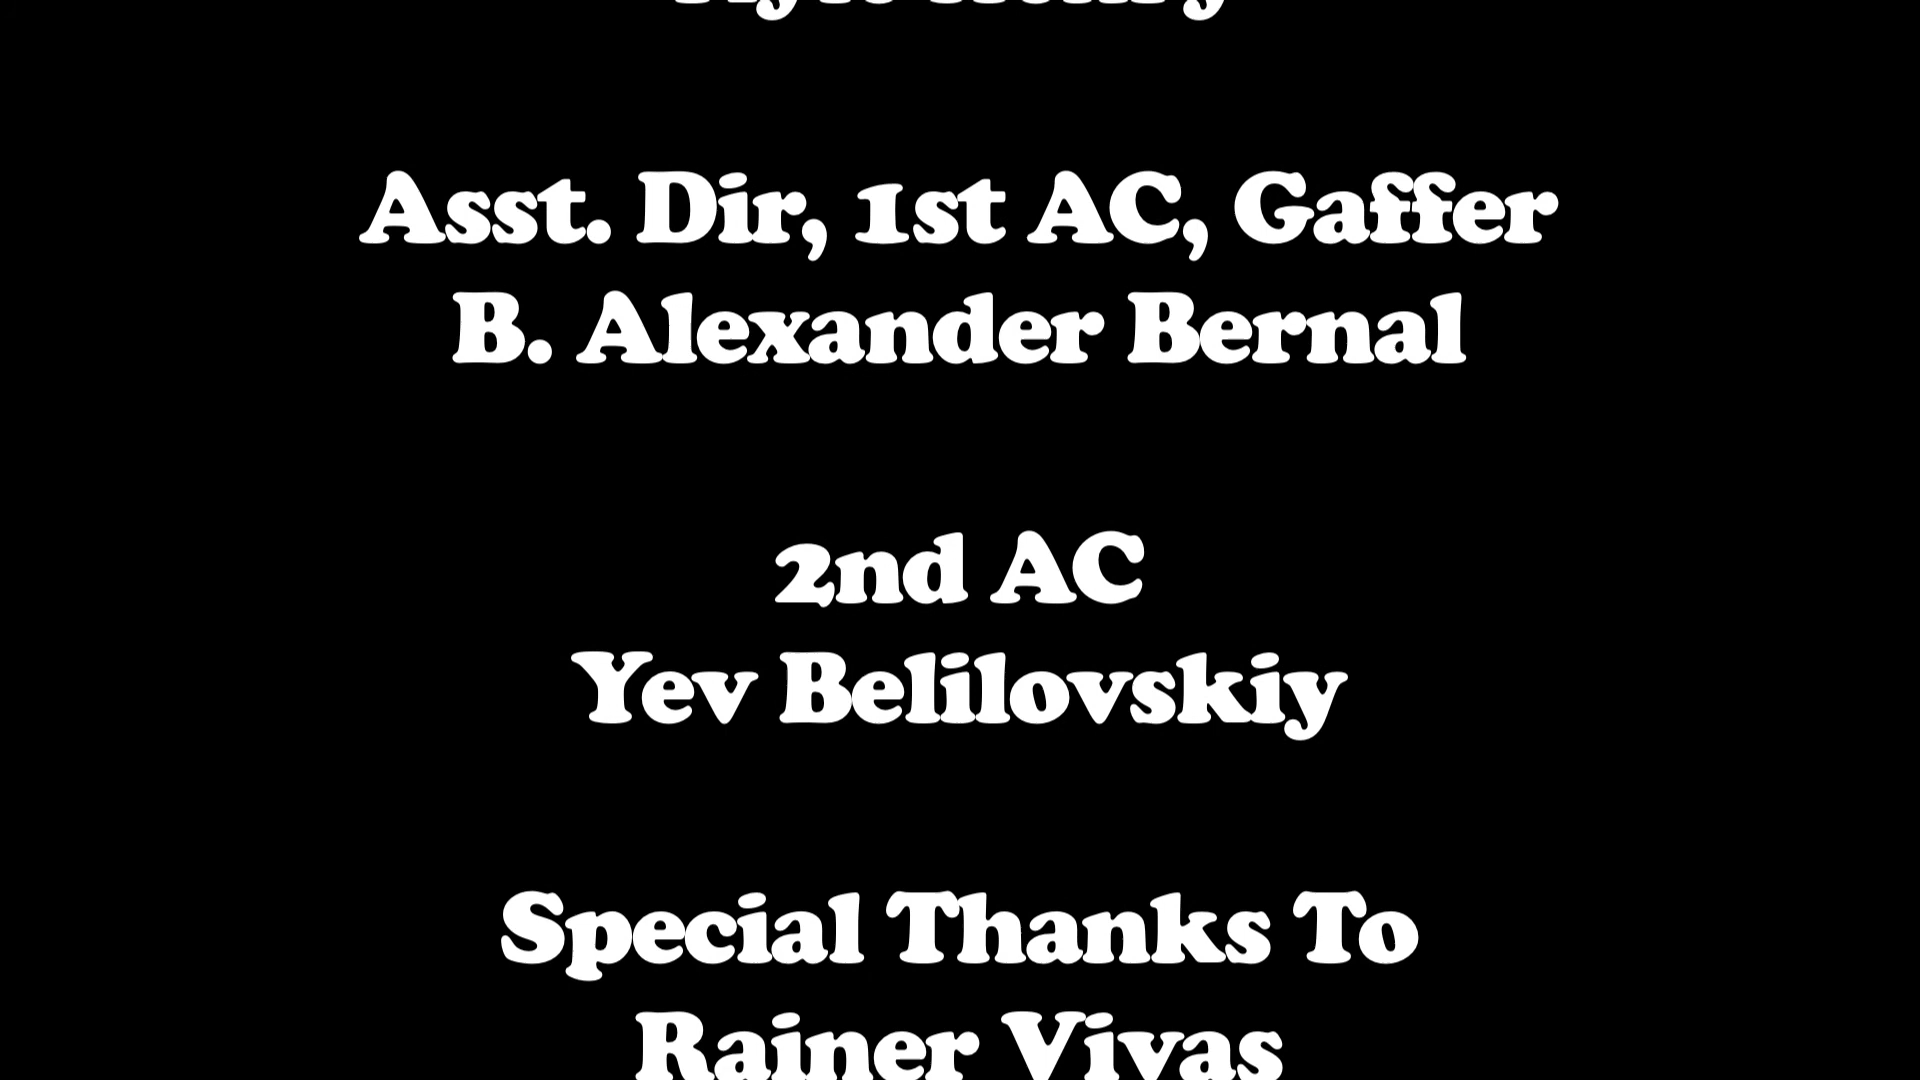 Asst. Dir, 1st AC, Gaffer
B. Alexander Bernal
2nd AC
Yev Belilovskiy
Special Thanks To
Rainer Vivas